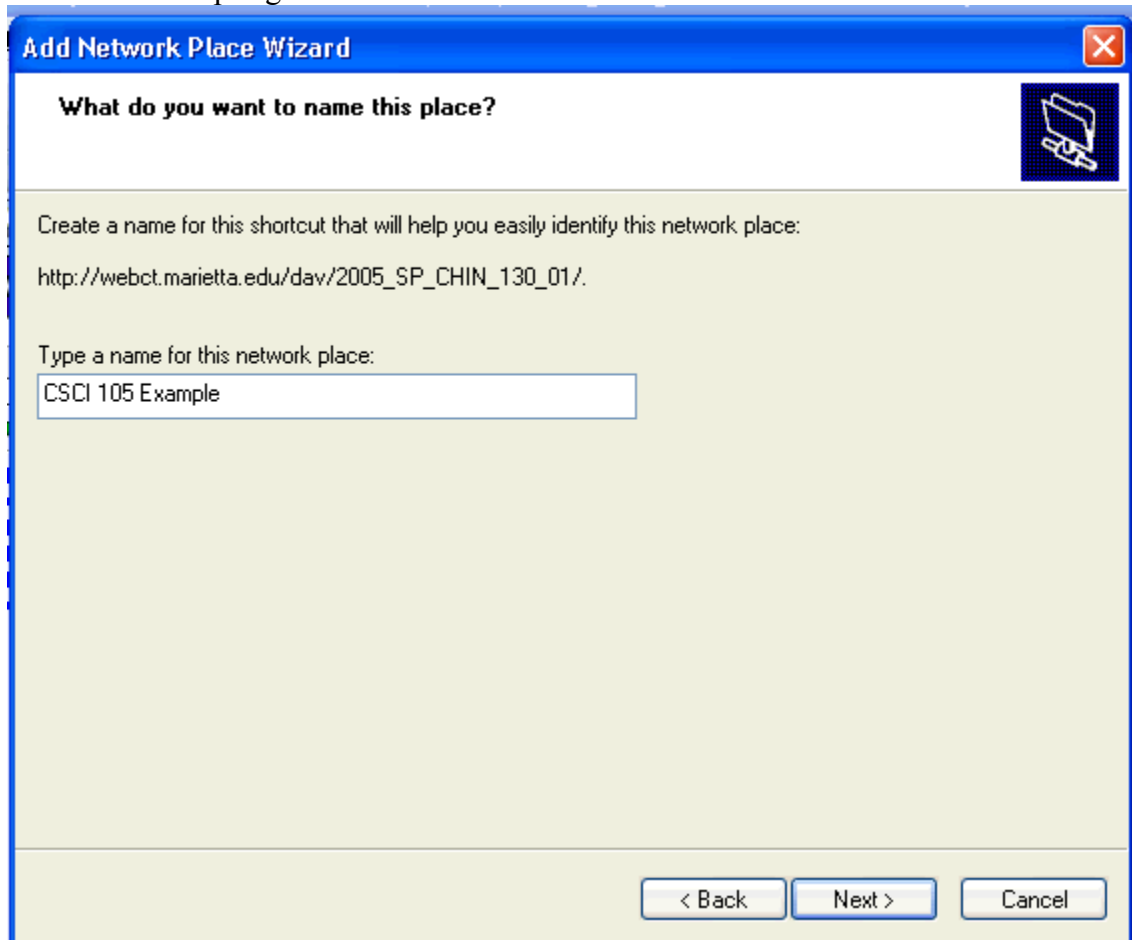 Add Network Place Wizard
What do you want to name this place?
Create a name for this shortcut that will help you easily identify this network place:
http://webct.marietta.edu/dav/2005_SP_CHIN_130_01/.
Type a name for this network place:
CSCI 105 Example
< Back Next > Cancel